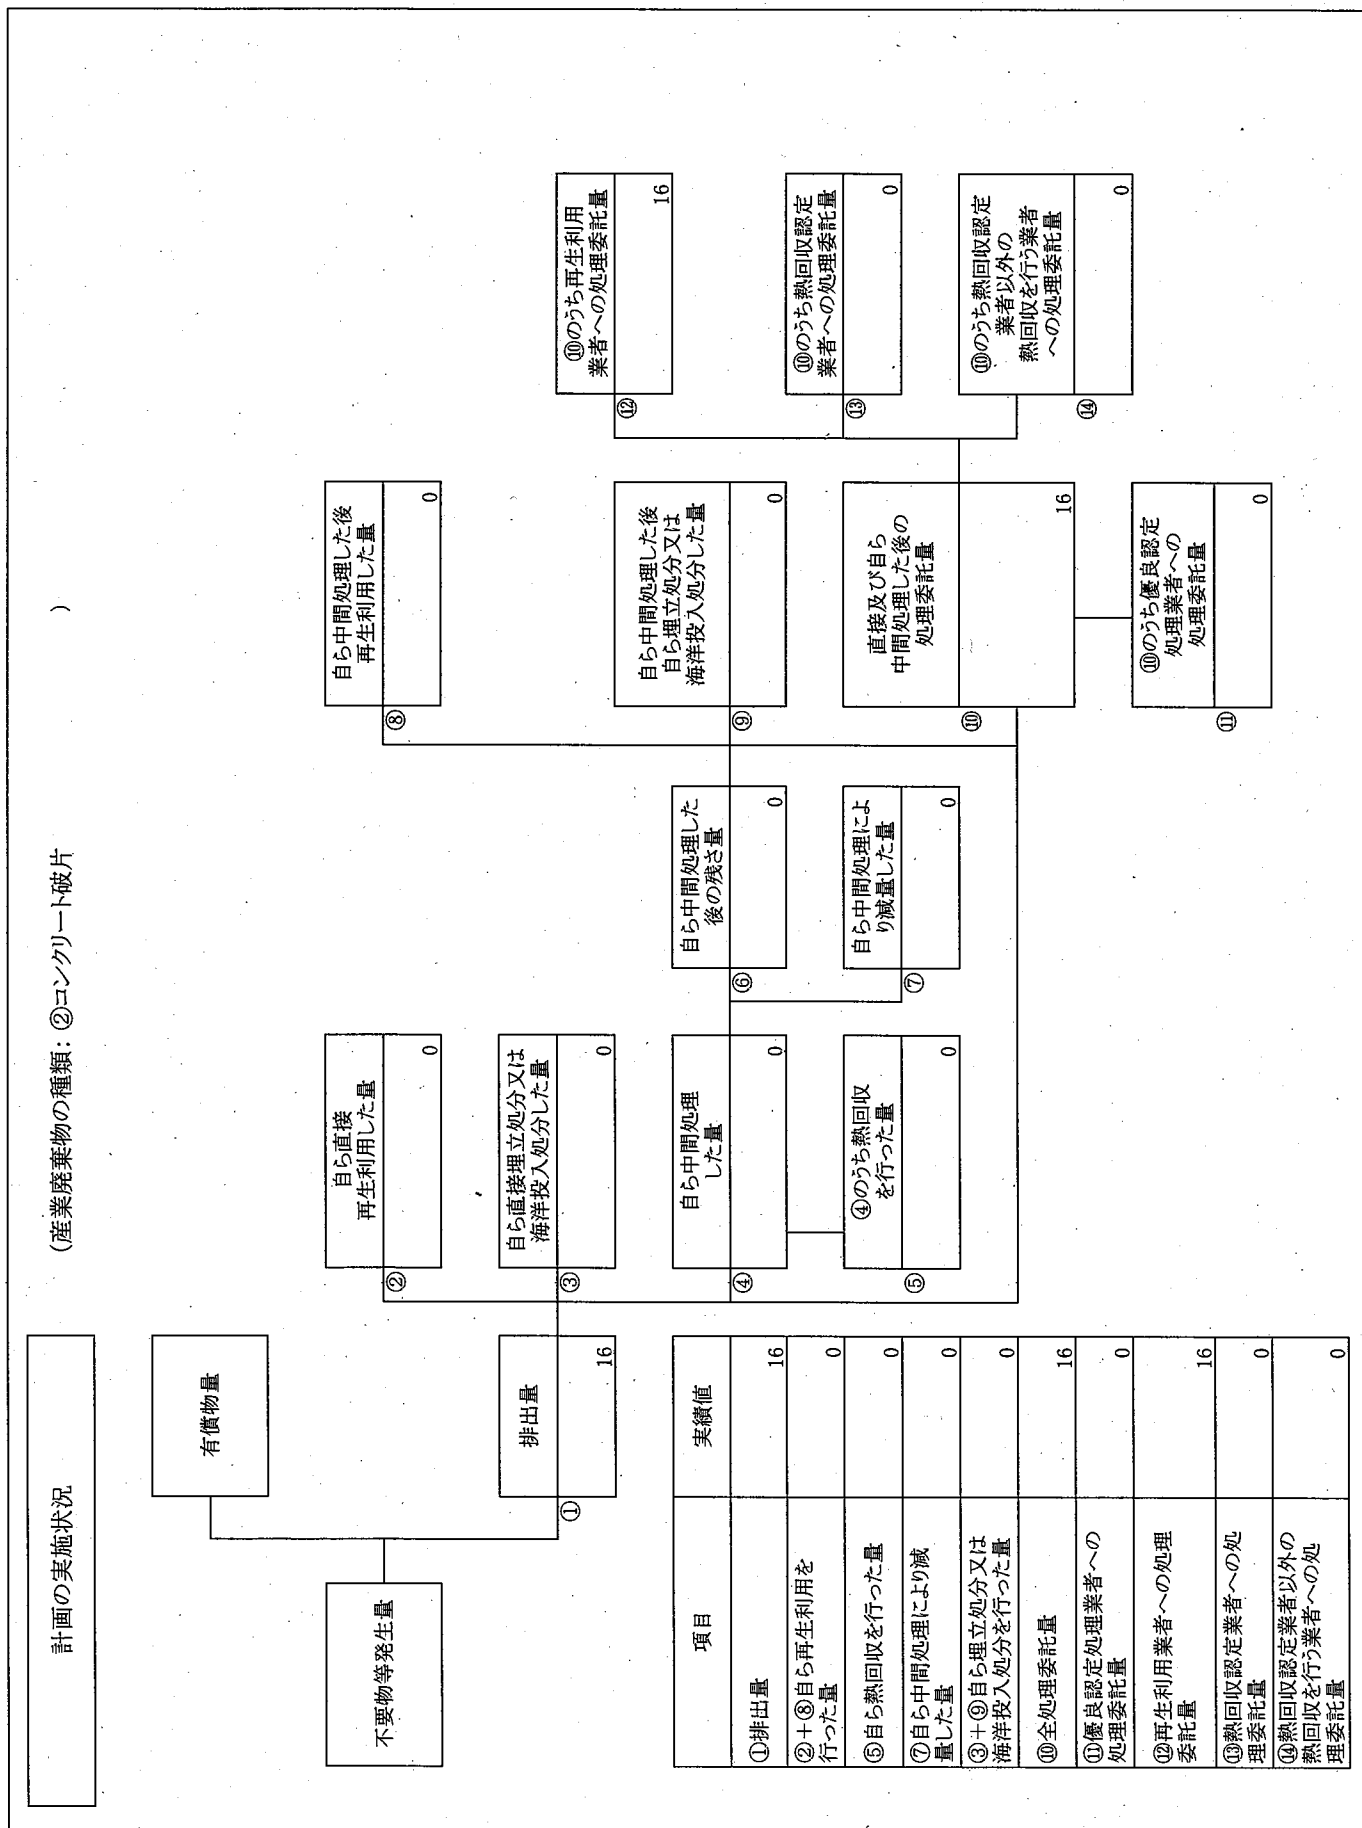 計画の実施状況
(産業廃棄物の種類: ②コンクリート破片 )
不要物等発生量
有償物量
①
排出量
16
②
自ら直接
再生利用した量
0
③
自ら直接埋立処分又は
海洋投入処分した量
0
④
自ら中間処理
した量
0
⑤
④のうち熱回収
を行った量
0
⑥
自ら中間処理した
後の残さ量
0
⑦
自ら中間処理によ
り減量した量
0
⑧
自ら中間処理した後
再生利用した量
0
⑨
自ら中間処理した後
自ら埋立処分又は
海洋投入処分した量
0
⑩
直接及び自ら
中間処理した後の
処理委託量
16
⑪
⑩のうち優良認定
処理業者への
処理委託量
0
⑫
⑩のうち再生利用
業者への処理委託量
16
⑬
⑩のうち熱回収認定
業者への処理委託量
0
⑭
⑩のうち熱回収認定
業者以外の
熱回収を行う業者
への処理委託量
0
項目 実績値
①排出量 16
②+⑧自ら再生利用を
行った量 0
⑤自ら熱回収を行った量 0
⑦自ら中間処理により減
量した量 0
③+⑨自ら埋立処分又は
海洋投入処分を行った量 0
⑩全処理委託量 16
⑪優良認定処理業者への
処理委託量 0
⑫再生利用業者への処理
委託量 16
⑬熱回収認定業者への処
理委託量 0
⑭熱回収認定業者以外の
熱回収を行う業者への処
理委託量 0